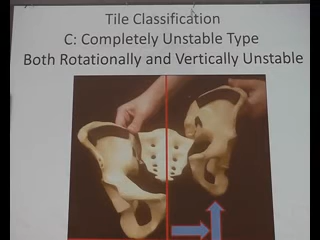 Tile Classification
C: Completely Unstable Type
Both Rotationally and Vertically Unstable